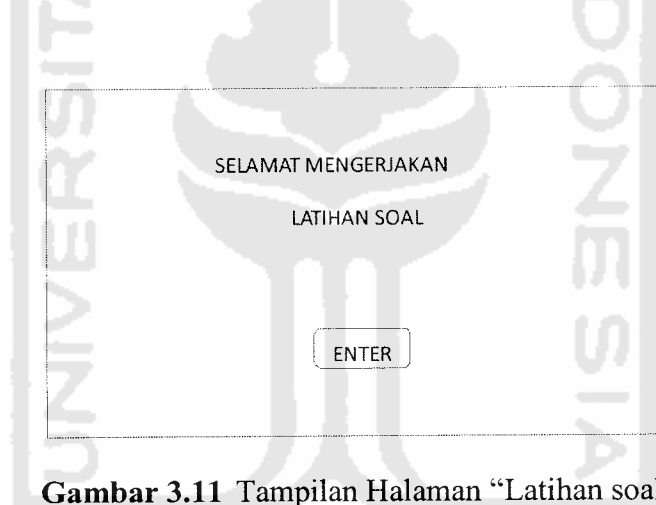 SELAMAT MENGERJAKAN
LATIHAN SOAL
ENTER
Gambar 3.11 Tampilan Halaman “Latihan soal